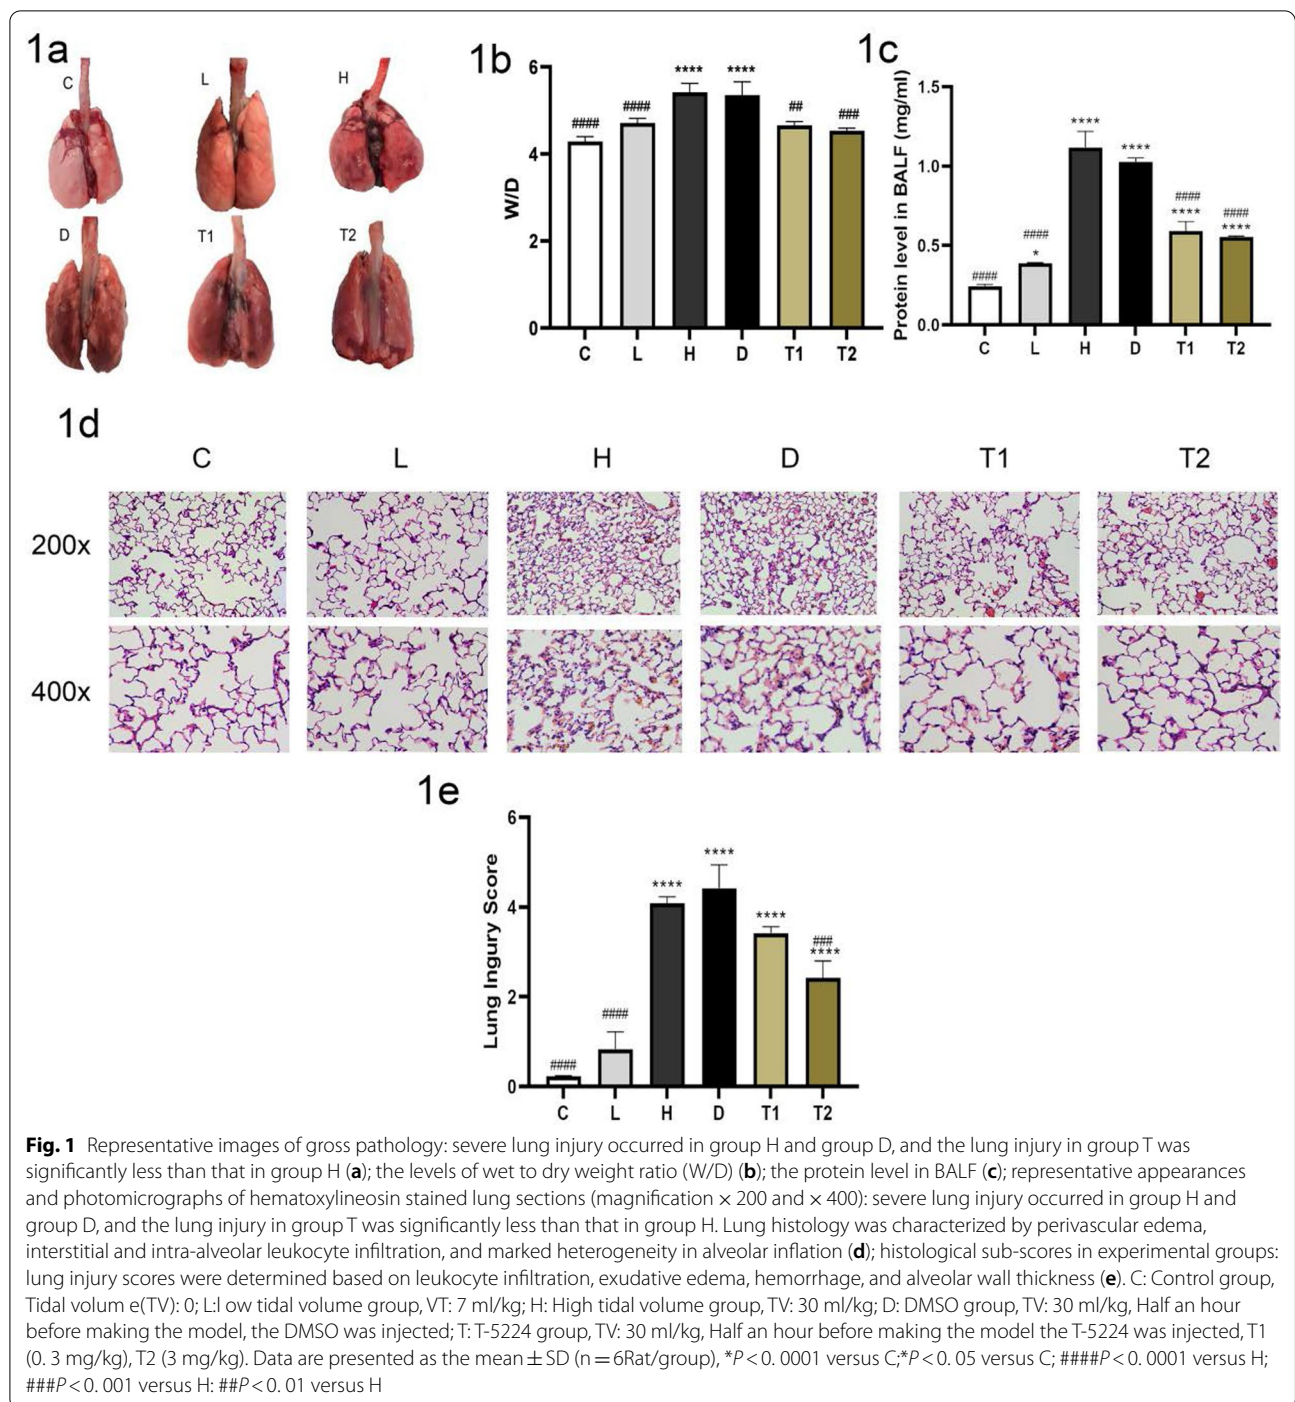 1a
C
L
H
D
T1
T2
1b
W/D
6
4
2
0
####
####
****
****
##
###
C L H D T1 T2
1c
Protein level in BALF (mg/ml)
1.5
1.0
0.5
0.0
####
####
*
****
****
####
****
####
****
C L H D T1 T2
1d
C L H D T1 T2
200x
400x
1e
Lung Ingury Score
6
4
2
0
####
####
****
****
****
###
****
C L H D T1 T2
Fig. 1 Representative images of gross pathology: severe lung injury occurred in group H and group D, and the lung injury in group T was
significantly less than that in group H (a); the levels of wet to dry weight ratio (W/D) (b); the protein level in BALF (c); representative appearances
and photomicrographs of hematoxylineosin stained lung sections (magnification × 200 and × 400): severe lung injury occurred in group H and
group D, and the lung injury in group T was significantly less than that in group H. Lung histology was characterized by perivascular edema,
interstitial and intra-alveolar leukocyte infiltration, and marked heterogeneity in alveolar inflation (d); histological sub-scores in experimental groups:
lung injury scores were determined based on leukocyte infiltration, exudative edema, hemorrhage, and alveolar wall thickness (e). C: Control group,
Tidal volum e(TV): 0; L:l ow tidal volume group, VT: 7 ml/kg; H: High tidal volume group, TV: 30 ml/kg; D: DMSO group, TV: 30 ml/kg, Half an hour
before making the model, the DMSO was injected; T: T-5224 group, TV: 30 ml/kg, Half an hour before making the model the T-5224 was injected, T1
(0. 3 mg/kg), T2 (3 mg/kg). Data are presented as the mean ± SD (n = 6Rat/group), *P < 0. 0001 versus C;*P < 0. 05 versus C; ####P < 0. 0001 versus H;
###P < 0. 001 versus H: ##P < 0. 01 versus H